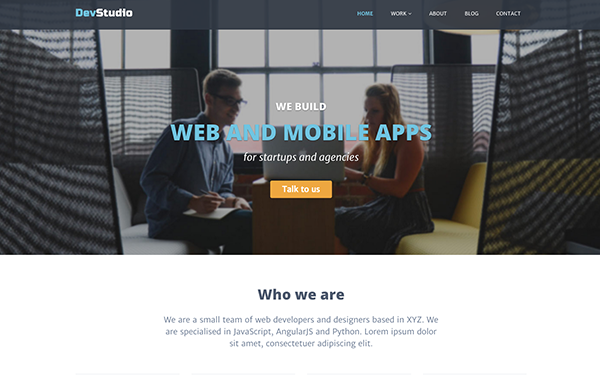 DevStudio
HOME WORK ABOUT BLOG CONTACT
WE BUILD
WEB AND MOBILE APPS
for startups and agencies
Talk to us
Who we are
We are a small team of web developers and designers based in XYZ. We
are specialised in JavaScript, AngularJS and Python. Lorem ipsum dolor
sit amet, consectetuer adipiscing elit.